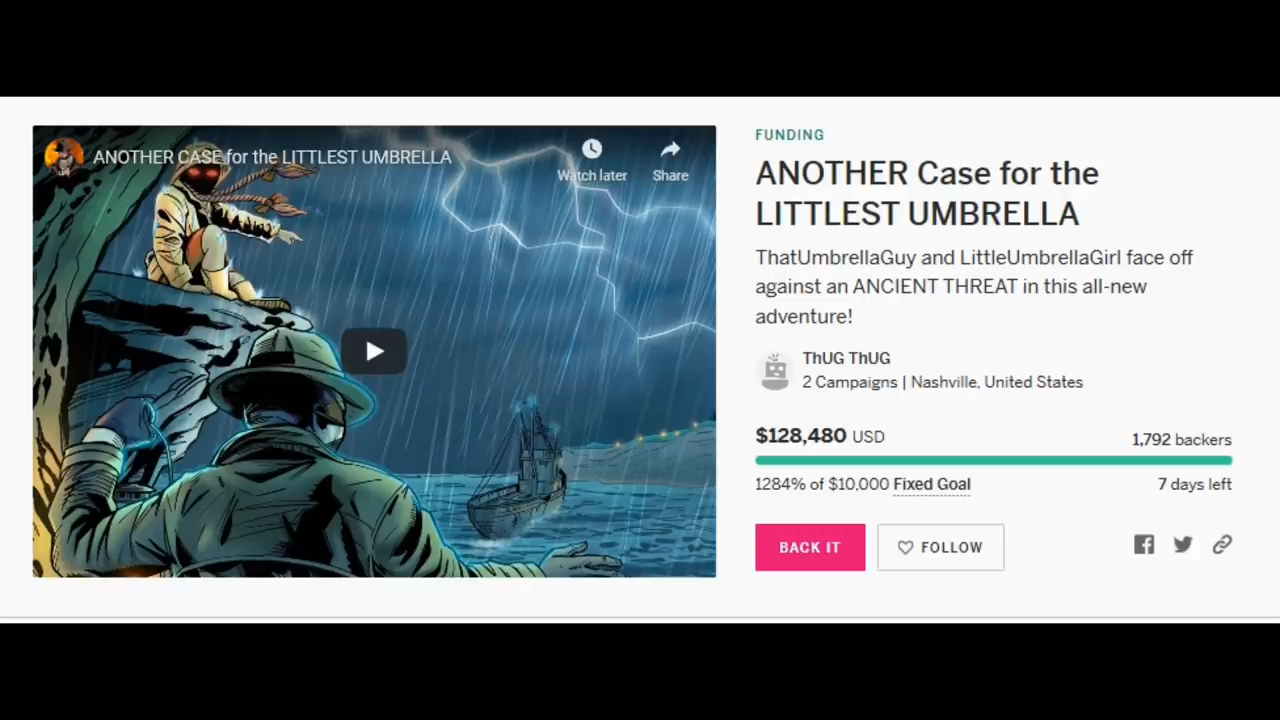 ANOTHER CASE for the LITTLEST UMBRELLA
Watch later
Share
FUNDING
ANOTHER Case for the
LITTLEST UMBRELLA
ThatUmbrellaGuy and LittleUmbrellaGirl face off
against an ANCIENT THREAT in this all-new
adventure!
ThUG ThUG
2 Campaigns | Nashville, United States
$128,480 USD
1,792 backers
1284% of $10,000 Fixed Goal
7 days left
BACK IT
FOLLOW